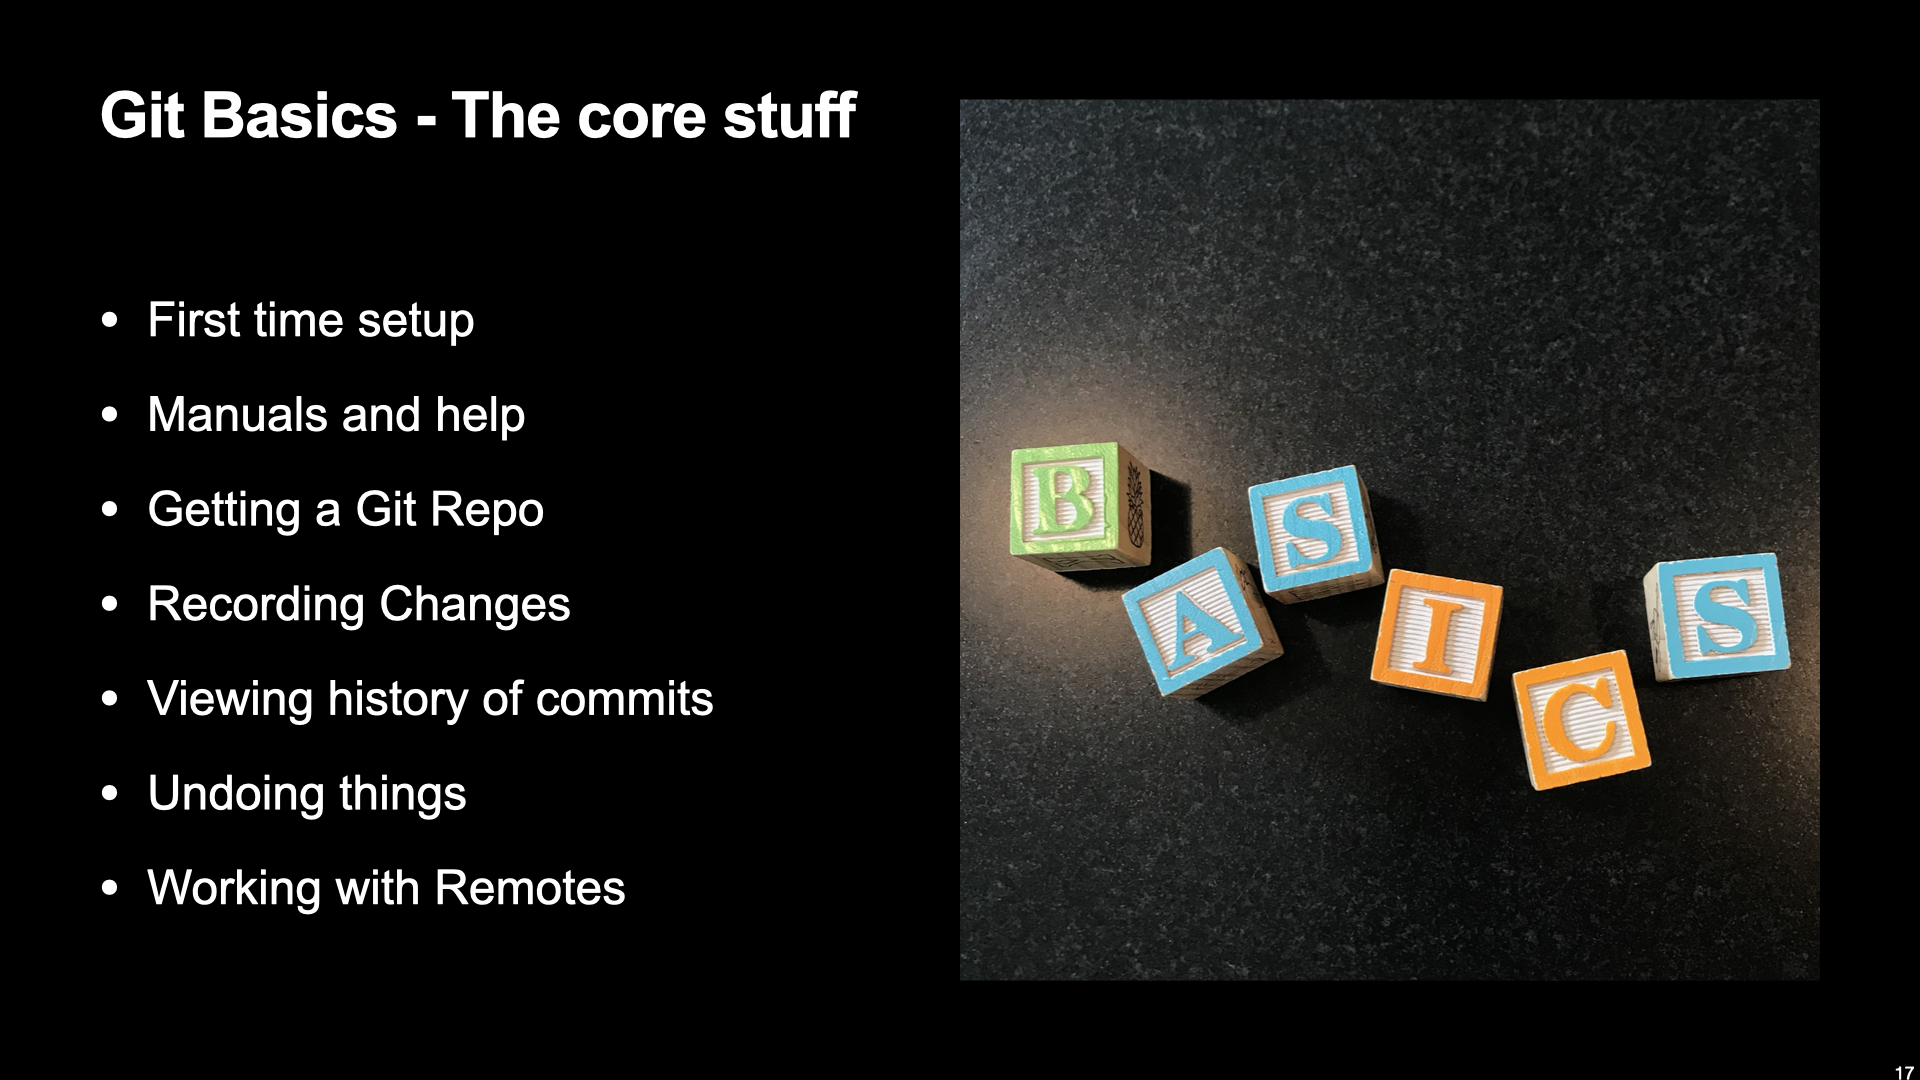 Git Basics - The core stuff
• First time setup
• Manuals and help
• Getting a Git Repo
• Recording Changes
• Viewing history of commits
• Undoing things
• Working with Remotes
B A S I C S
17